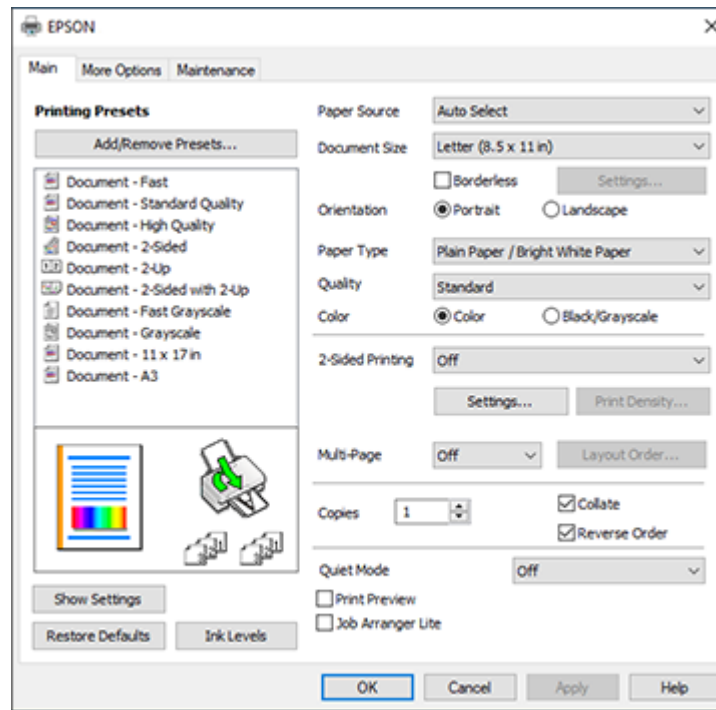 EPSON
Main
More Options
Maintenance
Printing Presets
Add/Remove Presets...
Document - Fast
Document - Standard Quality
Document - High Quality
Document - 2-Sided
Document - 2-Up
Document - 2-Sided with 2-Up
Document - Fast Grayscale
Document - Grayscale
Document - 11 x 17 in
Document - A3
Show Settings
Restore Defaults
Ink Levels
Paper Source
Auto Select
Document Size
Letter (8.5 x 11 in)
Borderless
Settings...
Orientation
Portrait
Landscape
Paper Type
Plain Paper / Bright White Paper
Quality
Standard
Color
Color
Black/Grayscale
2-Sided Printing
Off
Settings...
Print Density...
Multi-Page
Off
Layout Order...
Copies
1
Collate
Reverse Order
Quiet Mode
Off
Print Preview
Job Arranger Lite
OK
Cancel
Apply
Help